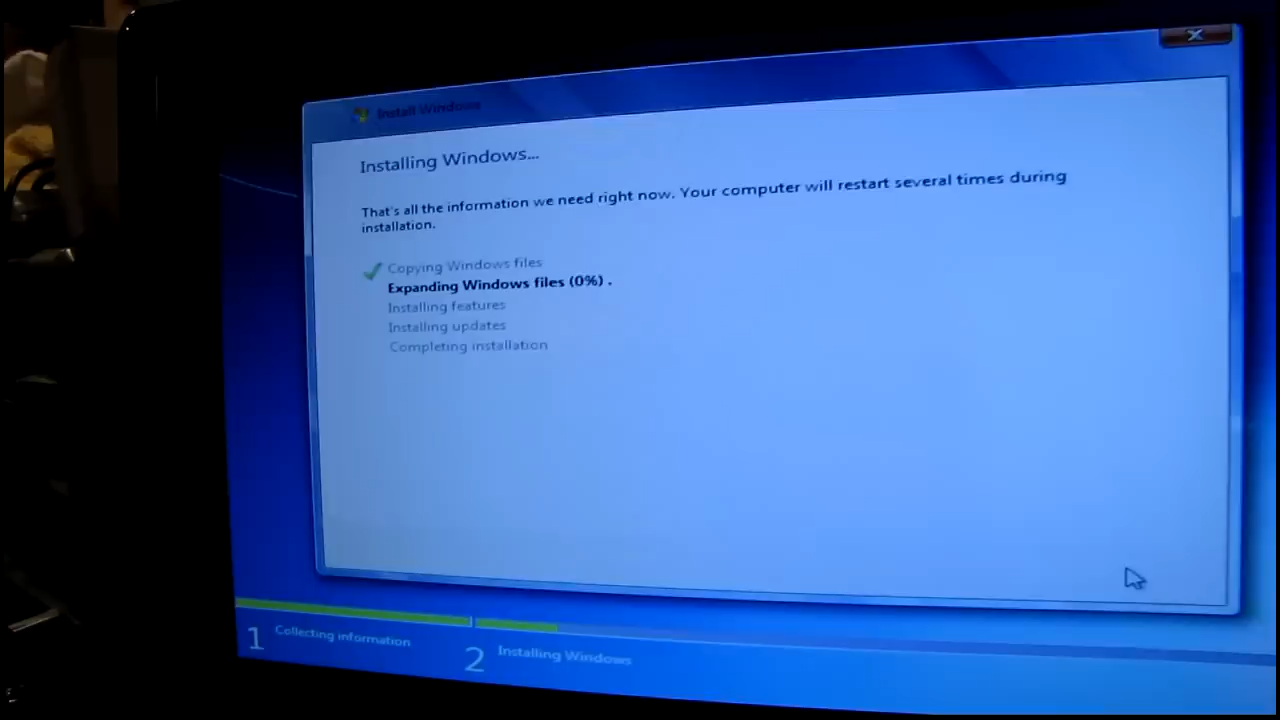 Install Windows
Installing Windows...
That's all the information we need right now. Your computer will restart several times during
installation.
Copying Windows files
Expanding Windows files (0%) .
Installing features
Installing updates
Completing installation
1 Collecting information
2 Installing Windows